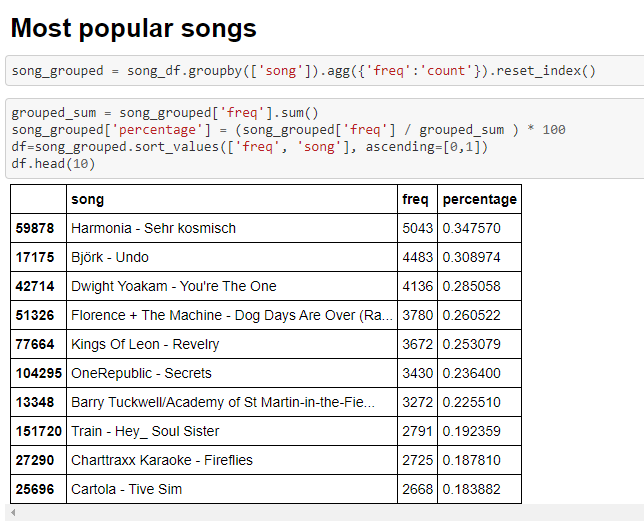 Most popular songs
song_grouped = song_df.groupby(['song']).agg({'freq':'count'}).reset_index()
grouped_sum = song_grouped['freq'].sum()
song_grouped['percentage'] = (song_grouped['freq'] / grouped_sum ) * 100
df=song_grouped.sort_values(['freq', 'song'], ascending=[0,1])
df.head(10)
song freq percentage
59878 Harmonia - Sehr kosmisch 5043 0.347570
17175 Björk - Undo 4483 0.308974
42714 Dwight Yoakam - You're The One 4136 0.285058
51326 Florence + The Machine - Dog Days Are Over (Ra... 3780 0.260522
77664 Kings Of Leon - Revelry 3672 0.253079
104295 OneRepublic - Secrets 3430 0.236400
13348 Barry Tuckwell/Academy of St Martin-in-the-Fie... 3272 0.225510
151720 Train - Hey_ Soul Sister 2791 0.192359
27290 Charttraxx Karaoke - Fireflies 2725 0.187810
25696 Cartola - Tive Sim 2668 0.183882